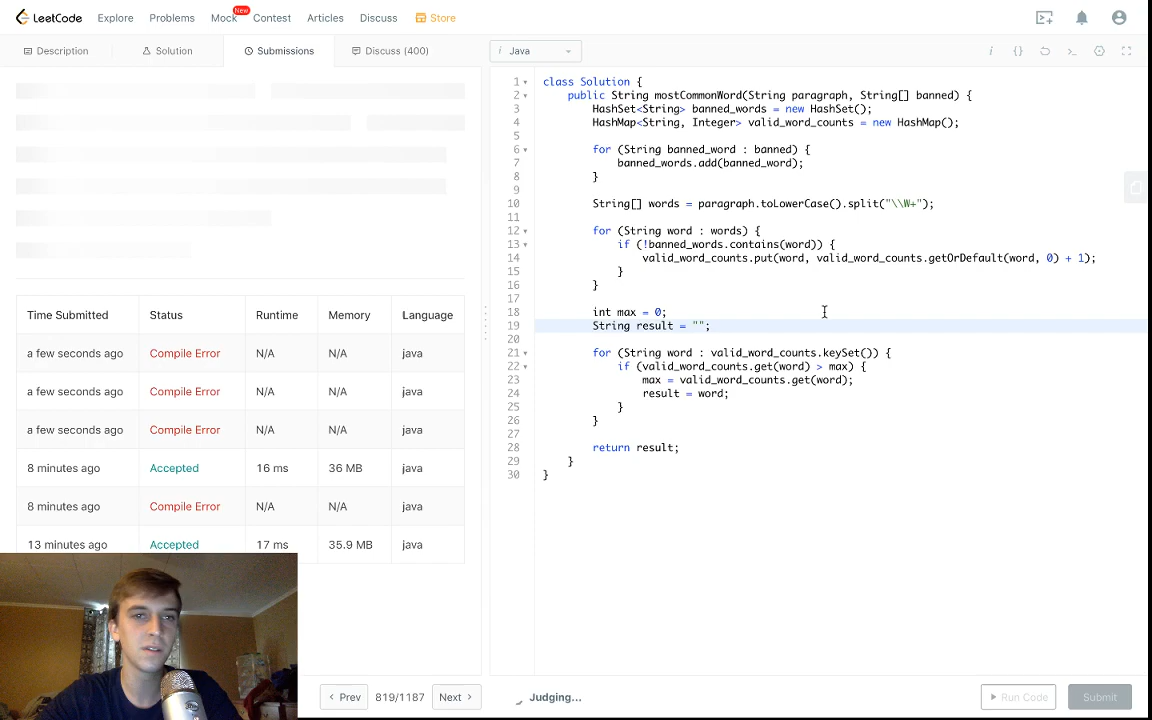 LeetCode Explore Problems Mock New Contest Articles Discuss Store
Description Solution Submissions Discuss (400)
i Java
Time Submitted Status Runtime Memory Language
a few seconds ago Compile Error N/A N/A java
a few seconds ago Compile Error N/A N/A java
a few seconds ago Compile Error N/A N/A java
8 minutes ago Accepted 16 ms 36 MB java
8 minutes ago Compile Error N/A N/A java
13 minutes ago Accepted 17 ms 35.9 MB java
1 class Solution {
2 public String mostCommonWord(String paragraph, String[] banned) {
3 HashSet<String> banned_words = new HashSet();
4 HashMap<String, Integer> valid_word_counts = new HashMap();
5
6 for (String banned_word : banned) {
7 banned_words.add(banned_word);
8 }
9
10 String[] words = paragraph.toLowerCase().split("\\W+");
11
12 for (String word : words) {
13 if (!banned_words.contains(word)) {
14 valid_word_counts.put(word, valid_word_counts.getOrDefault(word, 0) + 1);
15 }
16 }
17
18 int max = 0;
19 String result = "";
20
21 for (String word : valid_word_counts.keySet()) {
22 if (valid_word_counts.get(word) > max) {
23 max = valid_word_counts.get(word);
24 result = word;
25 }
26 }
27
28 return result;
29 }
30 }
Prev 819/1187 Next Judging... Run Code Submit